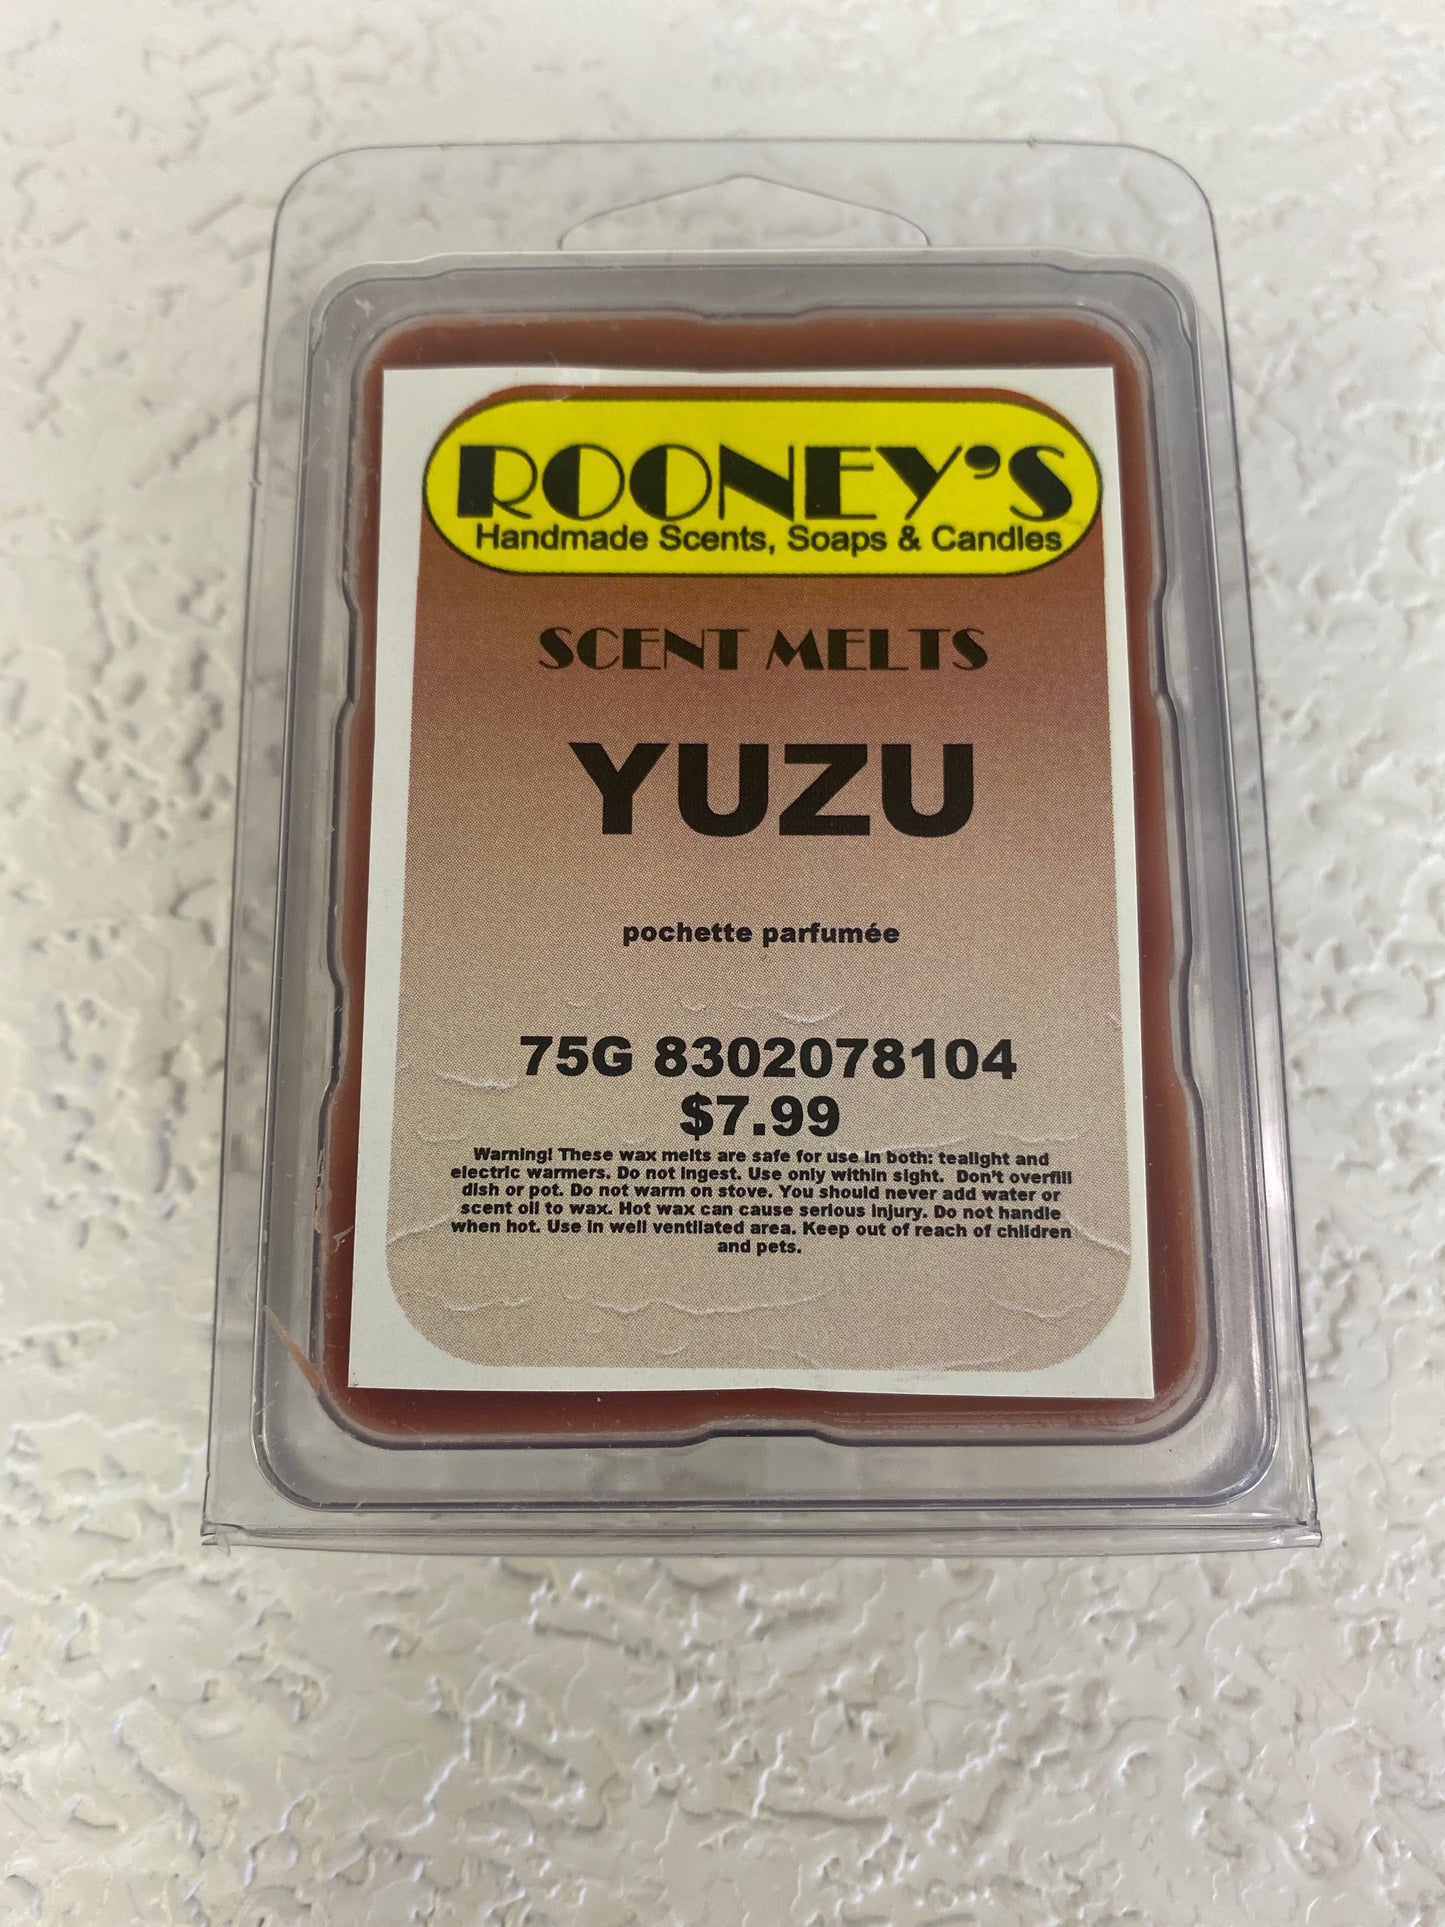 ROONEY'S
Handmade Scents, Soaps & Candles
SCENT MELTS
YUZU
pochette parfumée
75G 8302078104
$7.99
Warning! These wax melts are safe for use in both: tealight and
electric warmers. Do not ingest. Use only within sight. Don't overfill
dish or pot. Do not warm on stove. You should never add water or
scent oil to wax. Hot wax can cause serious injury. Do not handle
when hot. Use in well ventilated area. Keep out of reach of children
and pets.